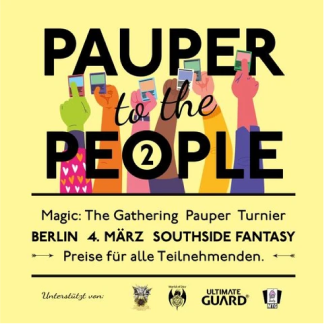 PAUPER
to the
PEOPLE
2
Magic: The Gathering Pauper Turnier
BERLIN 4. MÄRZ SOUTHSIDE FANTASY
Preise für alle Teilnehmenden.
Unterstützt von:
ULTIMATE GUARD®